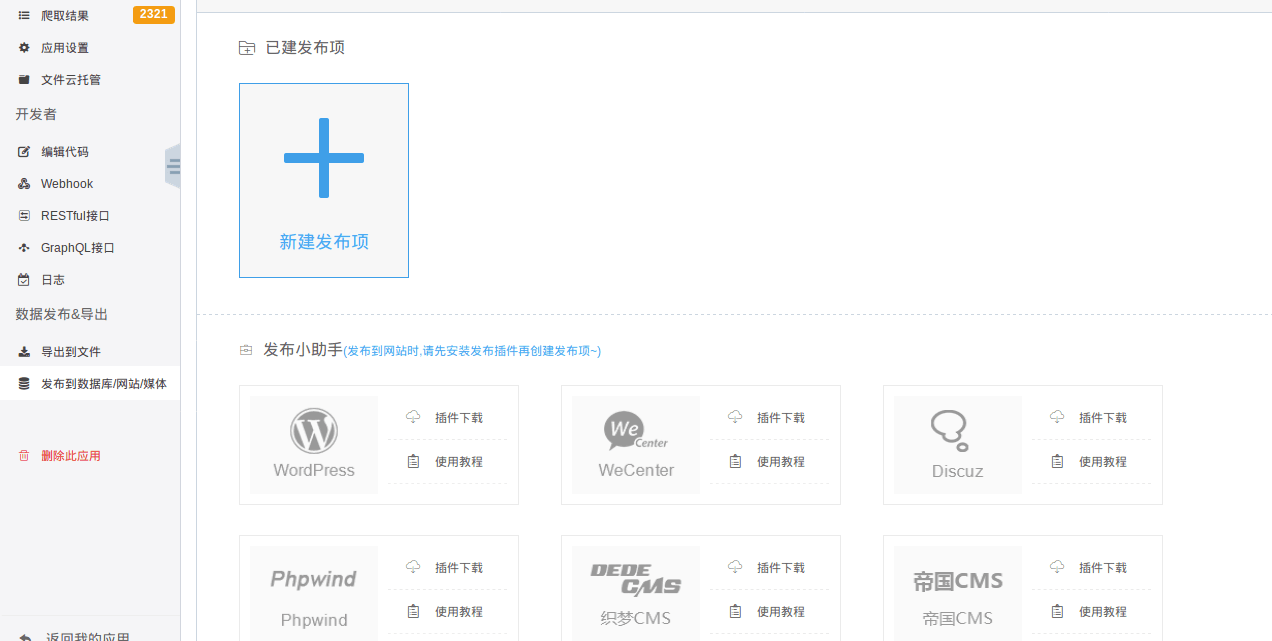 爬取结果 2321
应用设置
文件云托管
开发者
编辑代码
Webhook
RESTful接口
GraphQL接口
日志
数据发布&导出
导出到文件
发布到数据库/网站/媒体
删除此应用
返回我的应用
已建发布项
新建发布项
发布小助手(发布到网站时,请先安装发布插件再创建发布项~)
W
WordPress
插件下载
使用教程
We Center
WeCenter
插件下载
使用教程
Discuz
插件下载
使用教程
Phpwind
Phpwind
插件下载
使用教程
DEDE
CMS
织梦CMS
插件下载
使用教程
帝国CMS
帝国CMS
插件下载
使用教程